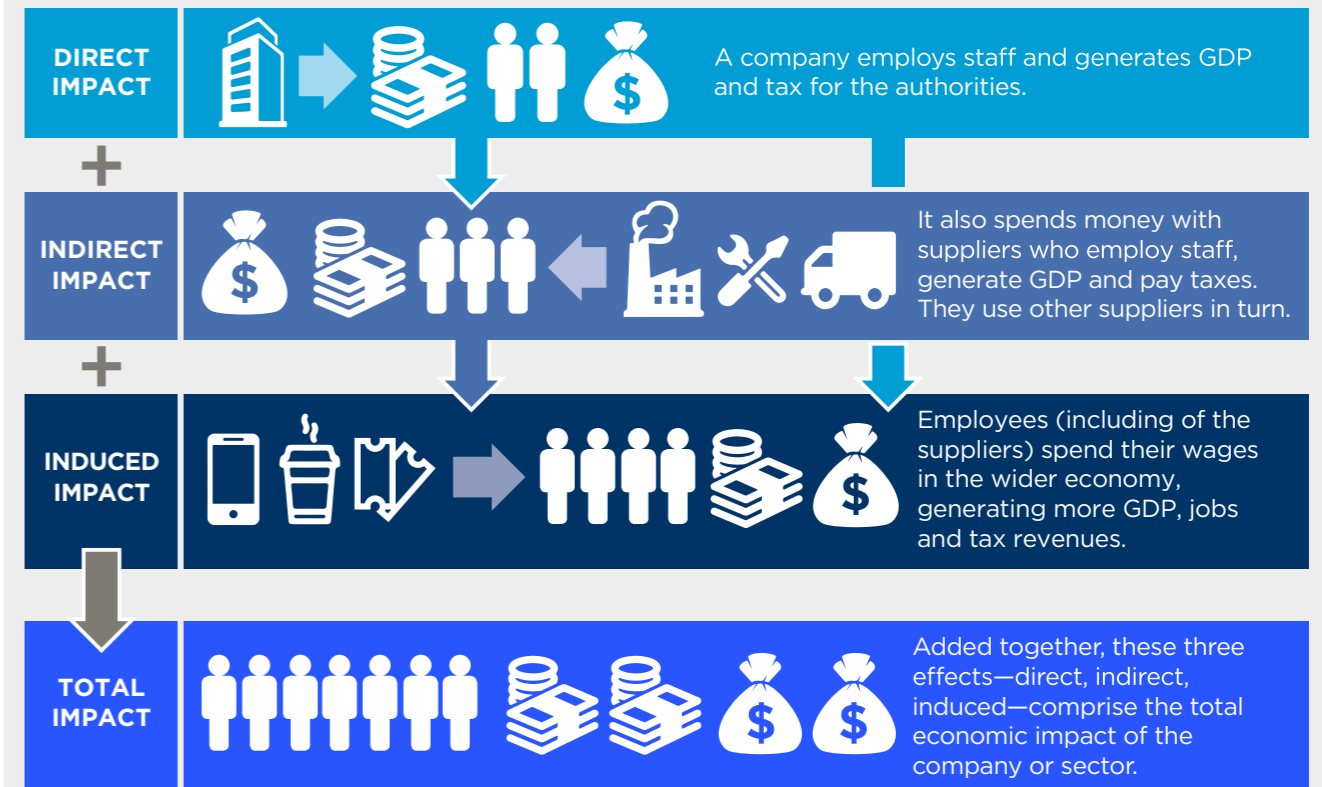 DIRECT
IMPACT
$
A company employs staff and generates GDP
and tax for the authorities.
+
INDIRECT
IMPACT
$
It also spends money with
suppliers who employ staff,
generate GDP and pay taxes.
They use other suppliers in turn.
+
INDUCED
IMPACT
$
Employees (including of the
suppliers) spend their wages
in the wider economy,
generating more GDP, jobs
and tax revenues.
TOTAL
IMPACT
$ $
Added together, these three
effects—direct, indirect,
induced—comprise the total
economic impact of the
company or sector.